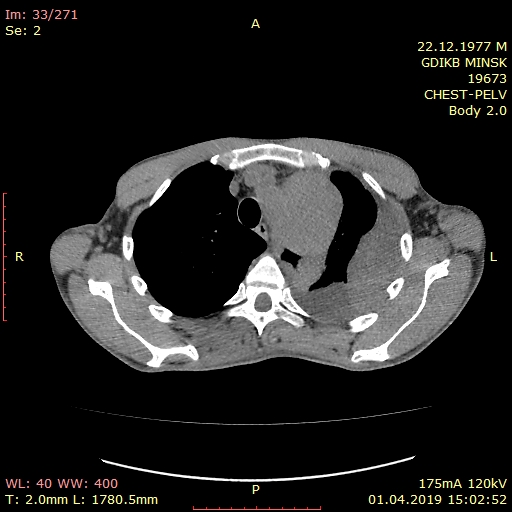 Im: 33/271
Se: 2
A
22.12.1977 M
GDIKB MINSK
19673
CHEST-PELV
Body 2.0
R
L
WL: 40 WW: 400
T: 2.0mm L: 1780.5mm
P
175mA 120kV
01.04.2019 15:02:52